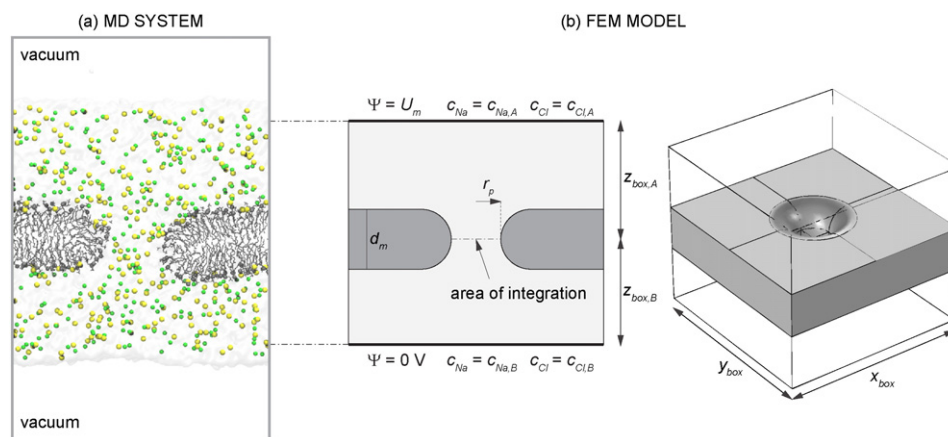 (a) MD SYSTEM
(b) FEM MODEL
vacuum
Ψ = U_m c_Na = c_Na,A c_Cl = c_Cl,A
r_p
z_box,A
d_m
area of integration
z_box,B
Ψ = 0 V c_Na = c_Na,B c_Cl = c_Cl,B
y_box
x_box
vacuum